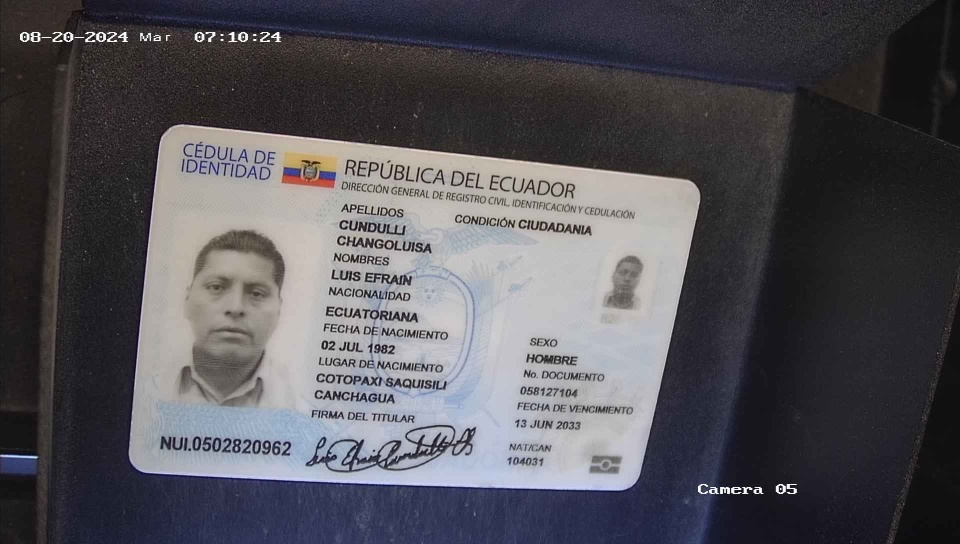 08-20-2024 Mar 07:10:24
CÉDULA DE
IDENTIDAD
REPÚBLICA DEL ECUADOR
DIRECCIÓN GENERAL DE REGISTRO CIVIL, IDENTIFICACIÓN Y CEDULACIÓN
APELLIDOS
CUNDULLI
CHANGOLUISA
CONDICIÓN CIUDADANIA
NOMBRES
LUIS EFRAIN
NACIONALIDAD
ECUATORIANA
FECHA DE NACIMIENTO
02 JUL 1982
LUGAR DE NACIMIENTO
COTOPAXI SAQUISILI
CANCHAGUA
FIRMA DEL TITULAR
SEXO
HOMBRE
No. DOCUMENTO
058127104
FECHA DE VENCIMIENTO
13 JUN 2033
NAT/CAN
104031
NUI.0502820962
Camera 05